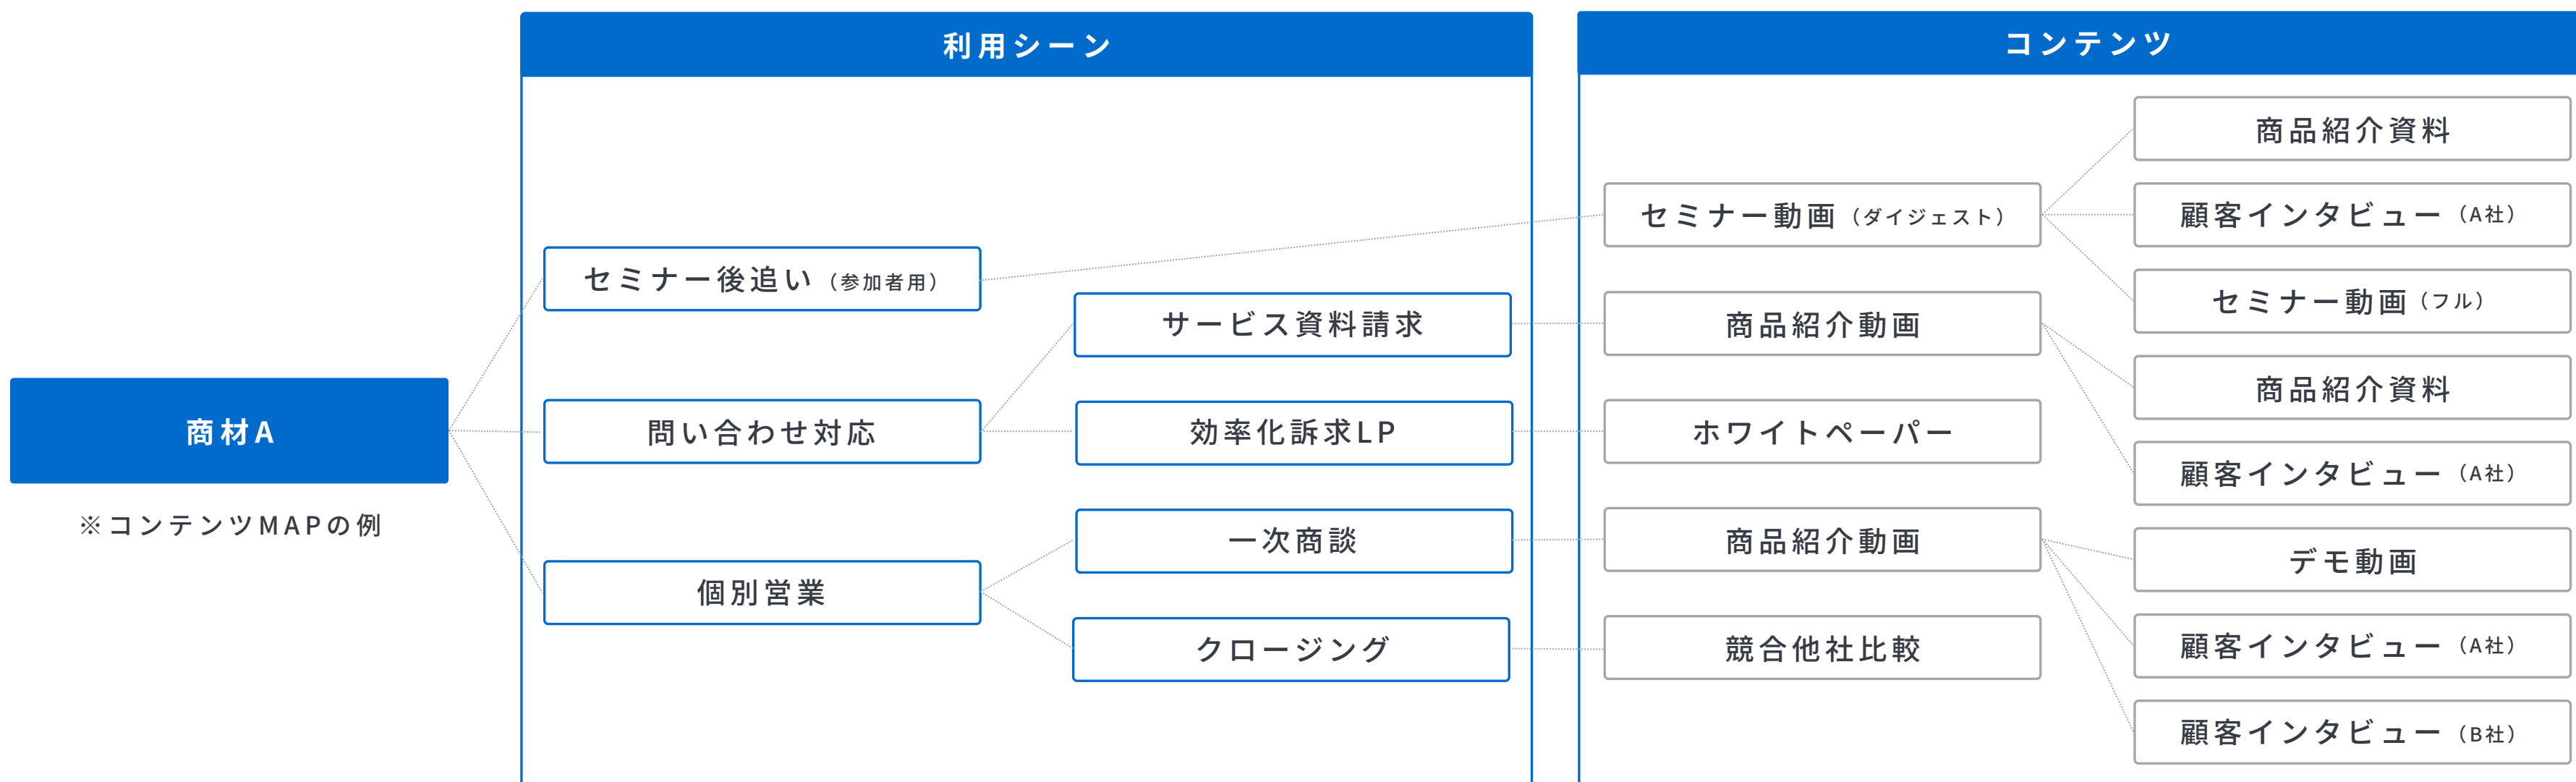 利用シーン
コンテンツ
商材A
※コンテンツMAPの例
セミナー後追い（参加者用）
問い合わせ対応
個別営業
サービス資料請求
効率化訴求LP
一次商談
クロージング
セミナー動画（ダイジェスト）
商品紹介動画
ホワイトペーパー
商品紹介動画
競合他社比較
商品紹介資料
顧客インタビュー（A社）
セミナー動画（フル）
商品紹介資料
顧客インタビュー（A社）
デモ動画
顧客インタビュー（A社）
顧客インタビュー（B社）